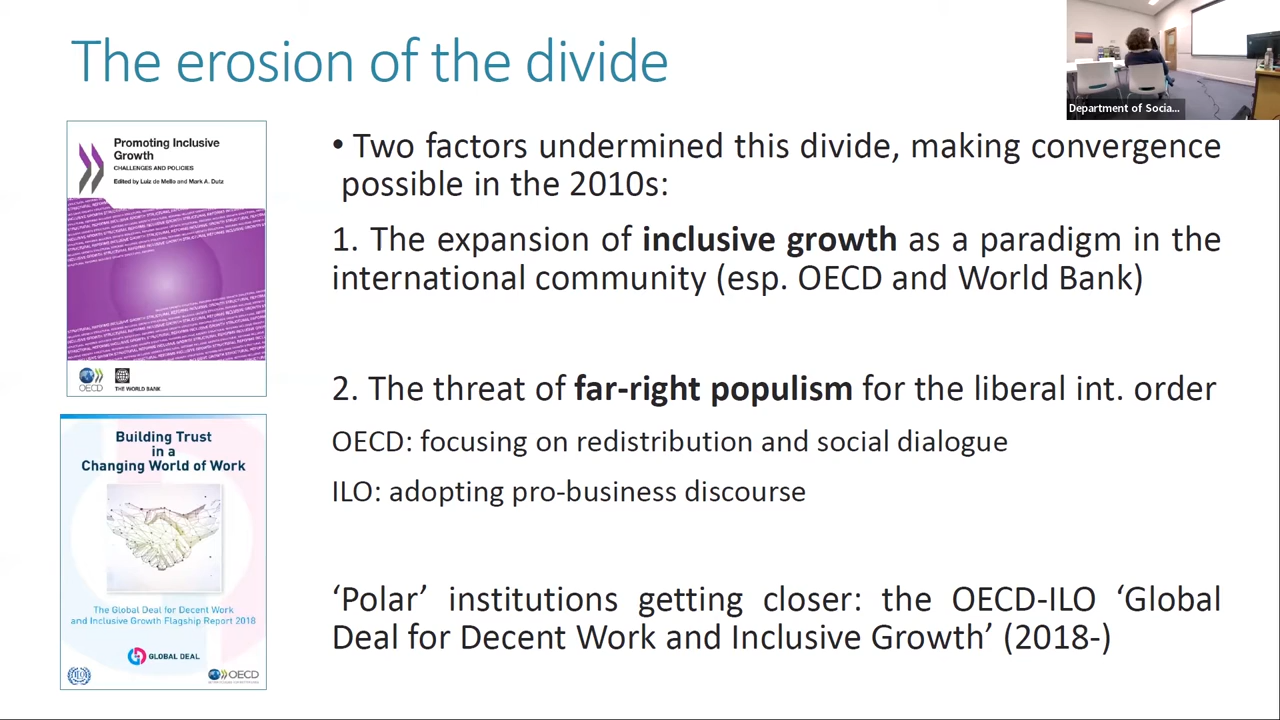 The erosion of the divide
Department of Socia...
Promoting Inclusive
Growth
CHALLENGES AND POLICIES
Edited by Luiz de Mello and Mark A. Dutz
OECD
THE WORLD BANK
Building Trust
in a
Changing World of Work
The Global Deal for Decent Work
and Inclusive Growth Flagship Report 2018
GLOBAL DEAL
OECD
• Two factors undermined this divide, making convergence
possible in the 2010s:
1. The expansion of inclusive growth as a paradigm in the
international community (esp. OECD and World Bank)
2. The threat of far-right populism for the liberal int. order
OECD: focusing on redistribution and social dialogue
ILO: adopting pro-business discourse
‘Polar’ institutions getting closer: the OECD-ILO ‘Global
Deal for Decent Work and Inclusive Growth’ (2018-)